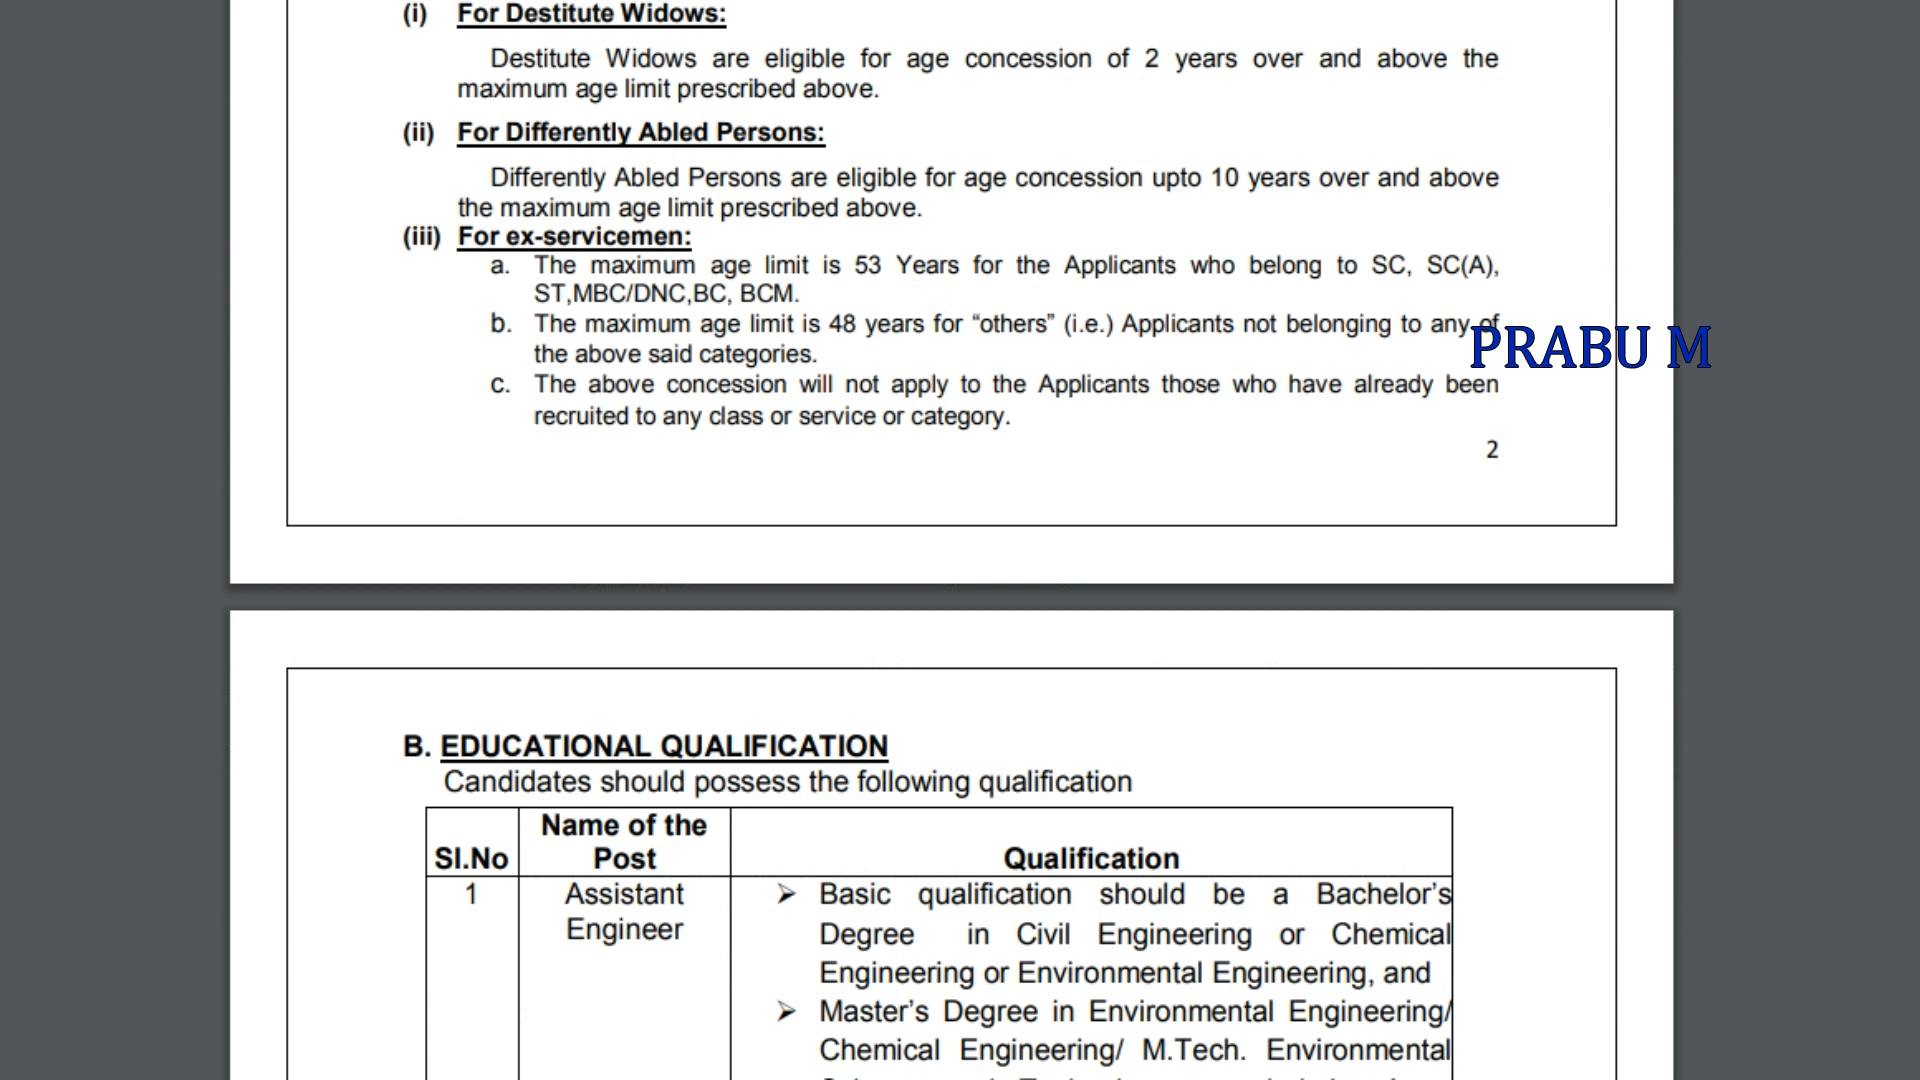 (i) For Destitute Widows:
Destitute Widows are eligible for age concession of 2 years over and above the
maximum age limit prescribed above.
(ii) For Differently Abled Persons:
Differently Abled Persons are eligible for age concession upto 10 years over and above
the maximum age limit prescribed above.
(iii) For ex-servicemen:
a. The maximum age limit is 53 Years for the Applicants who belong to SC, SC(A),
ST,MBC/DNC,BC, BCM.
b. The maximum age limit is 48 years for “others” (i.e.) Applicants not belonging to any of
PRABU M
the above said categories.
c. The above concession will not apply to the Applicants those who have already been
recruited to any class or service or category.
2
B. EDUCATIONAL QUALIFICATION
Candidates should possess the following qualification
Sl.No
Name of the
Post
Qualification
1
Assistant
Engineer
➢ Basic qualification should be a Bachelor’s
Degree in Civil Engineering or Chemical
Engineering or Environmental Engineering, and
➢ Master’s Degree in Environmental Engineering/
Chemical Engineering/ M.Tech. Environmental